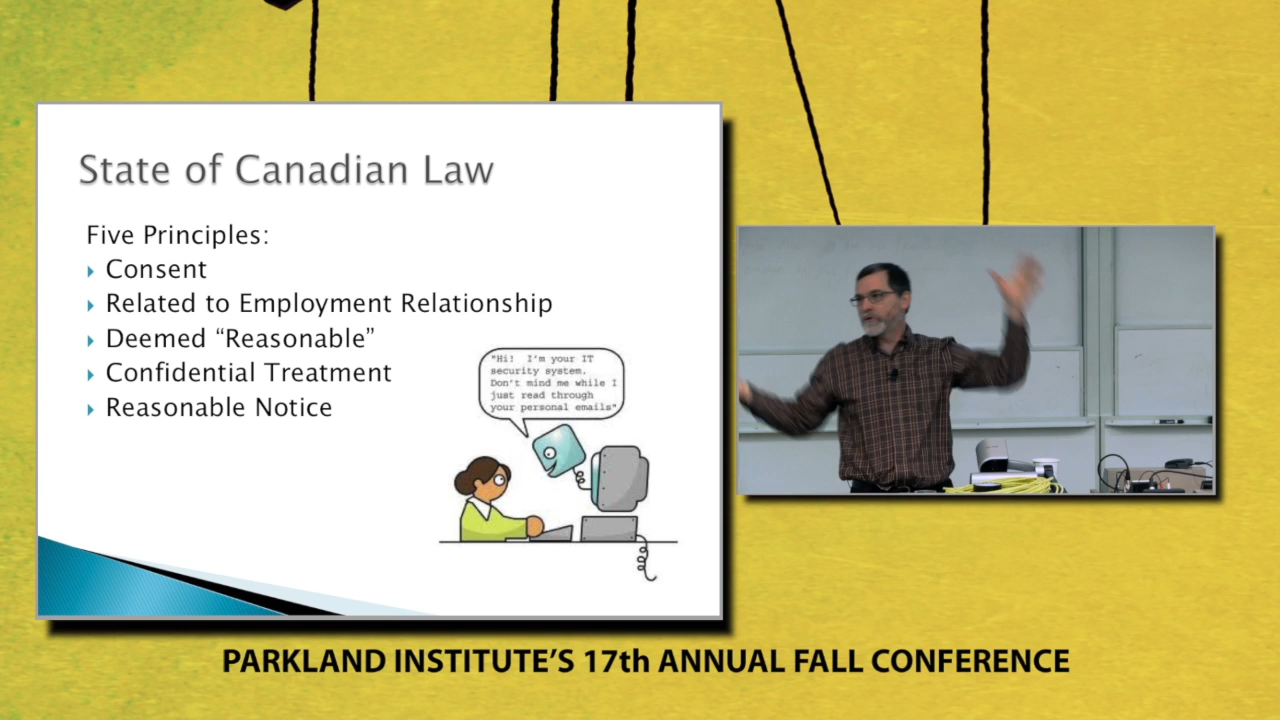 State of Canadian Law
Five Principles:
Consent
Related to Employment Relationship
Deemed “Reasonable”
Confidential Treatment
Reasonable Notice
"Hi! I'm your IT
security system.
Don't mind me while I
just read through
your personal emails"
PARKLAND INSTITUTE’S 17th ANNUAL FALL CONFERENCE